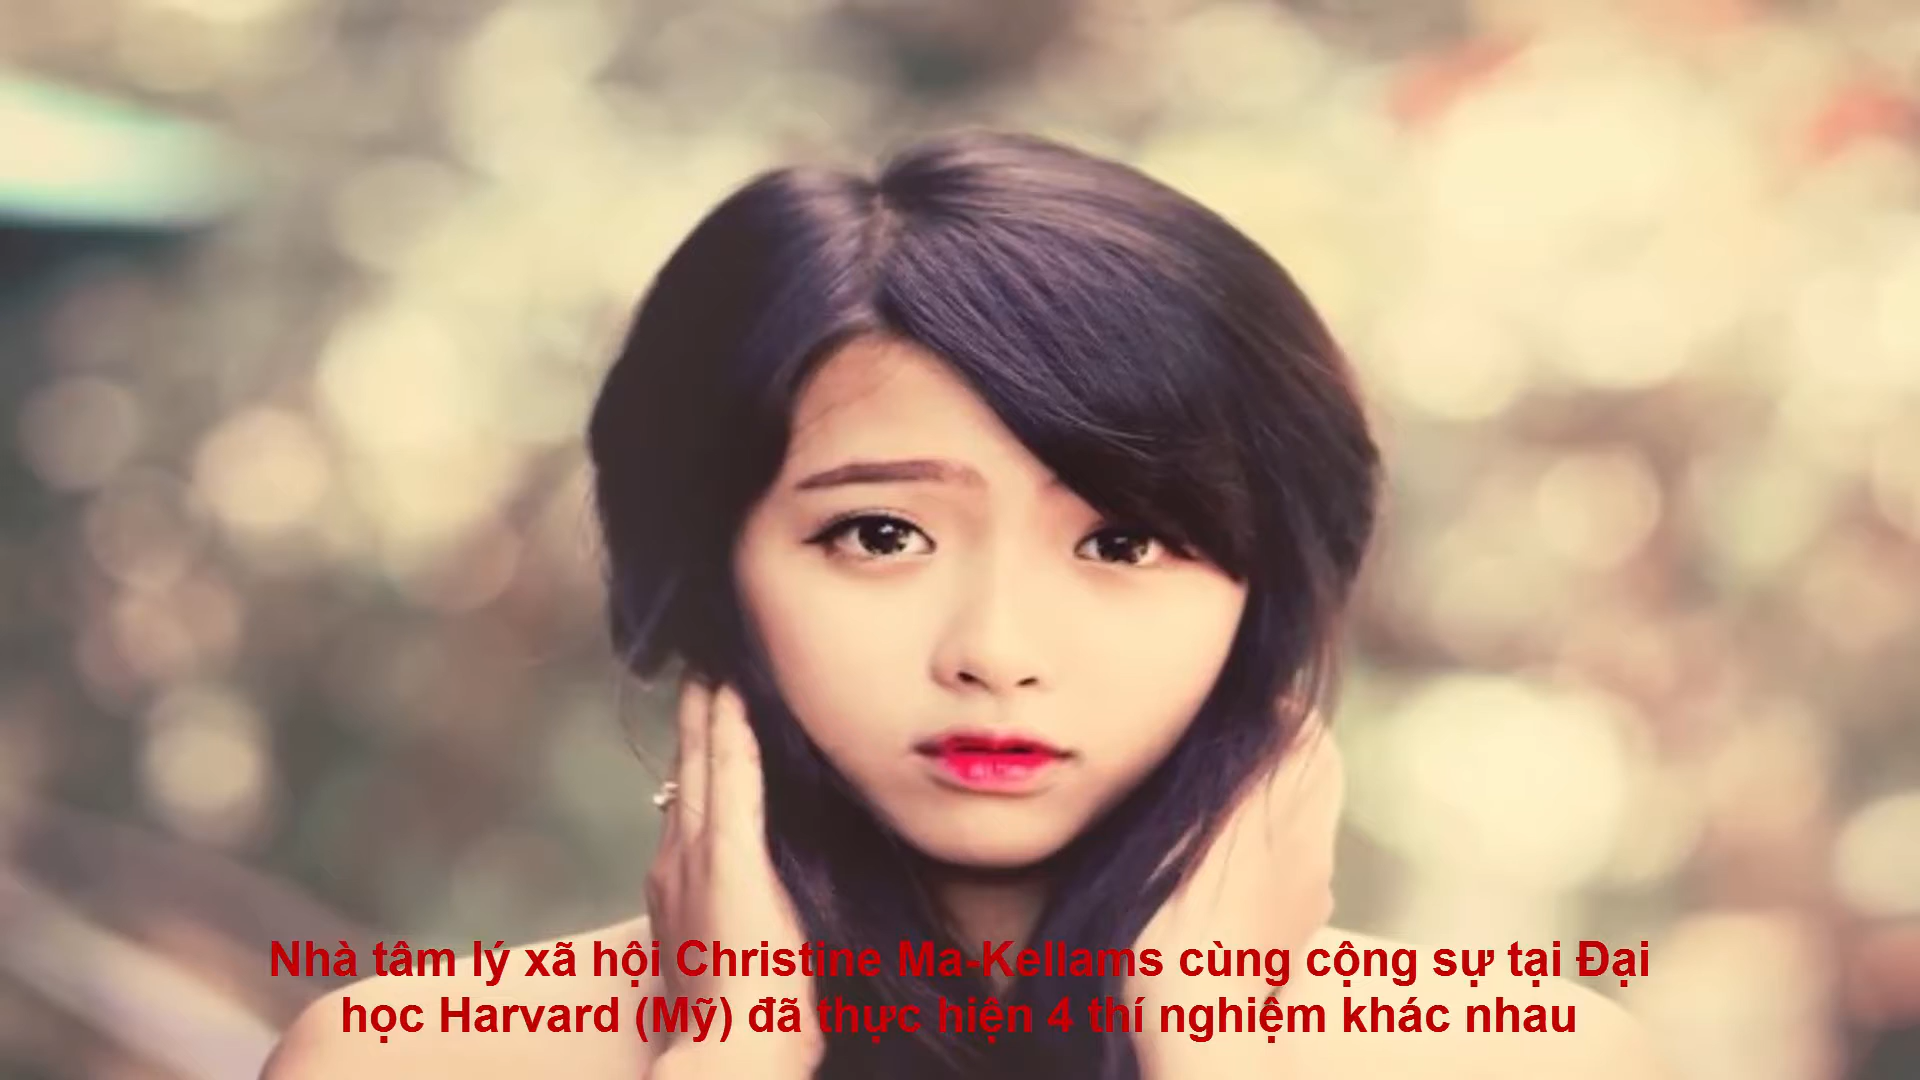 Nhà tâm lý xã hội Christine Ma-Kellams cùng cộng sự tại Đại
học Harvard (Mỹ) đã thực hiện 4 thí nghiệm khác nhau